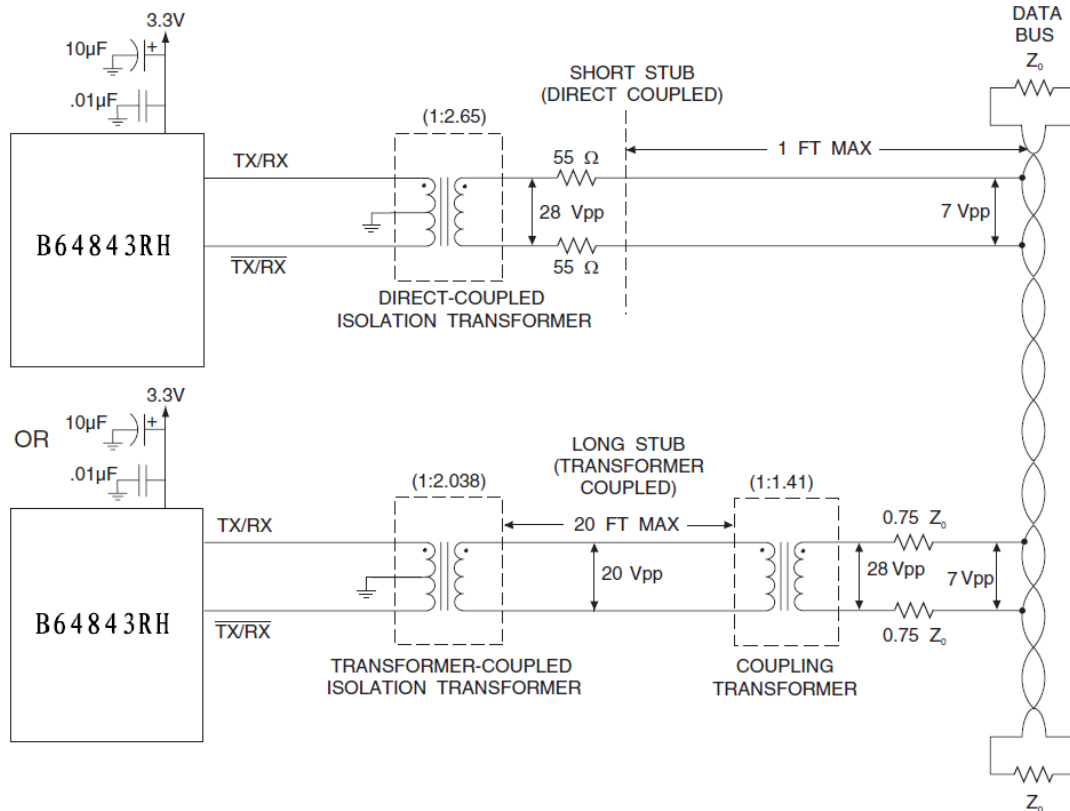 3.3V
10µF
+
.01µF
B64843RH
TX/RX
TX/RX
(1:2.65)
DIRECT-COUPLED
ISOLATION TRANSFORMER
28 Vpp
55 Ω
55 Ω
SHORT STUB
(DIRECT COUPLED)
1 FT MAX
7 Vpp
DATA
BUS
Z₀
OR
3.3V
10µF
+
.01µF
B64843RH
TX/RX
TX/RX
(1:2.038)
TRANSFORMER-COUPLED
ISOLATION TRANSFORMER
LONG STUB
(TRANSFORMER
COUPLED)
20 FT MAX
20 Vpp
(1:1.41)
COUPLING
TRANSFORMER
0.75 Z₀
28 Vpp
7 Vpp
0.75 Z₀
Z₀